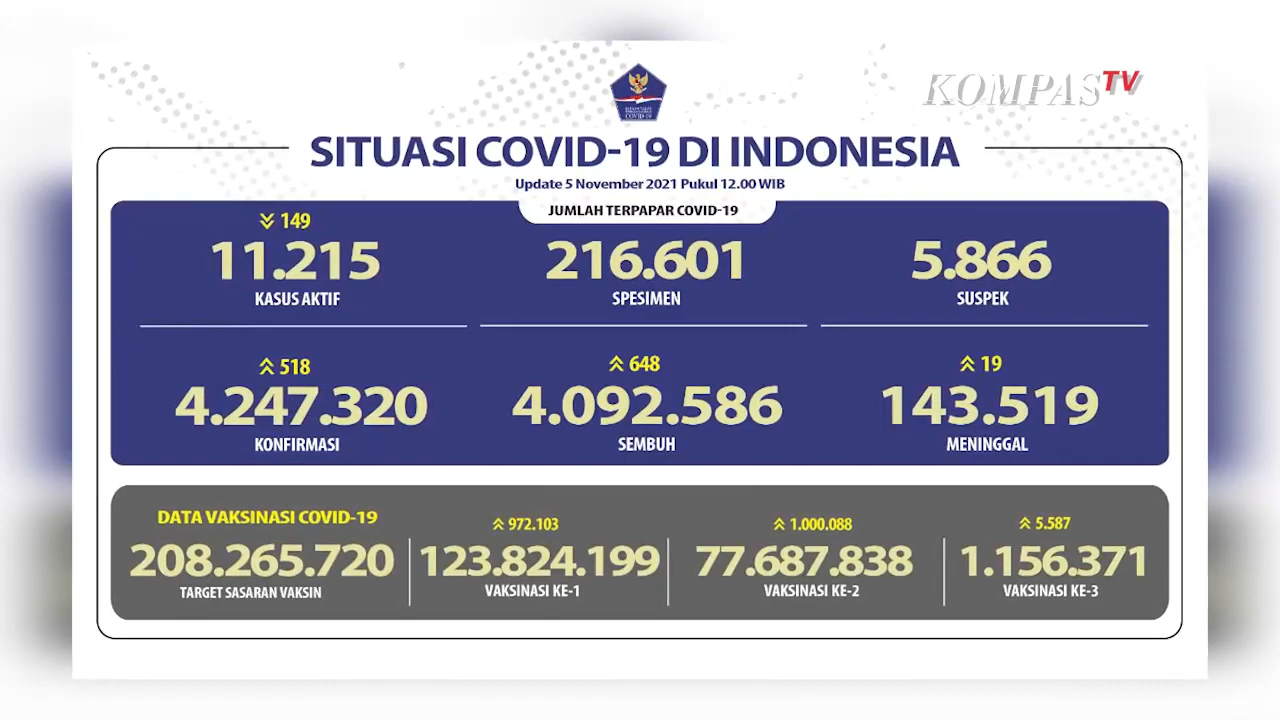 KOMPASTV
COVID-19
SITUASI COVID-19 DI INDONESIA
Update 5 November 2021 Pukul 12.00 WIB
JUMLAH TERPAPAR COVID-19
149
11.215
KASUS AKTIF
216.601
SPESIMEN
5.866
SUSPEK
518
4.247.320
KONFIRMASI
648
4.092.586
SEMBUH
19
143.519
MENINGGAL
DATA VAKSINASI COVID-19
208.265.720
TARGET SASARAN VAKSIN
972.103
123.824.199
VAKSINASI KE-1
1.000.088
77.687.838
VAKSINASI KE-2
5.587
1.156.371
VAKSINASI KE-3